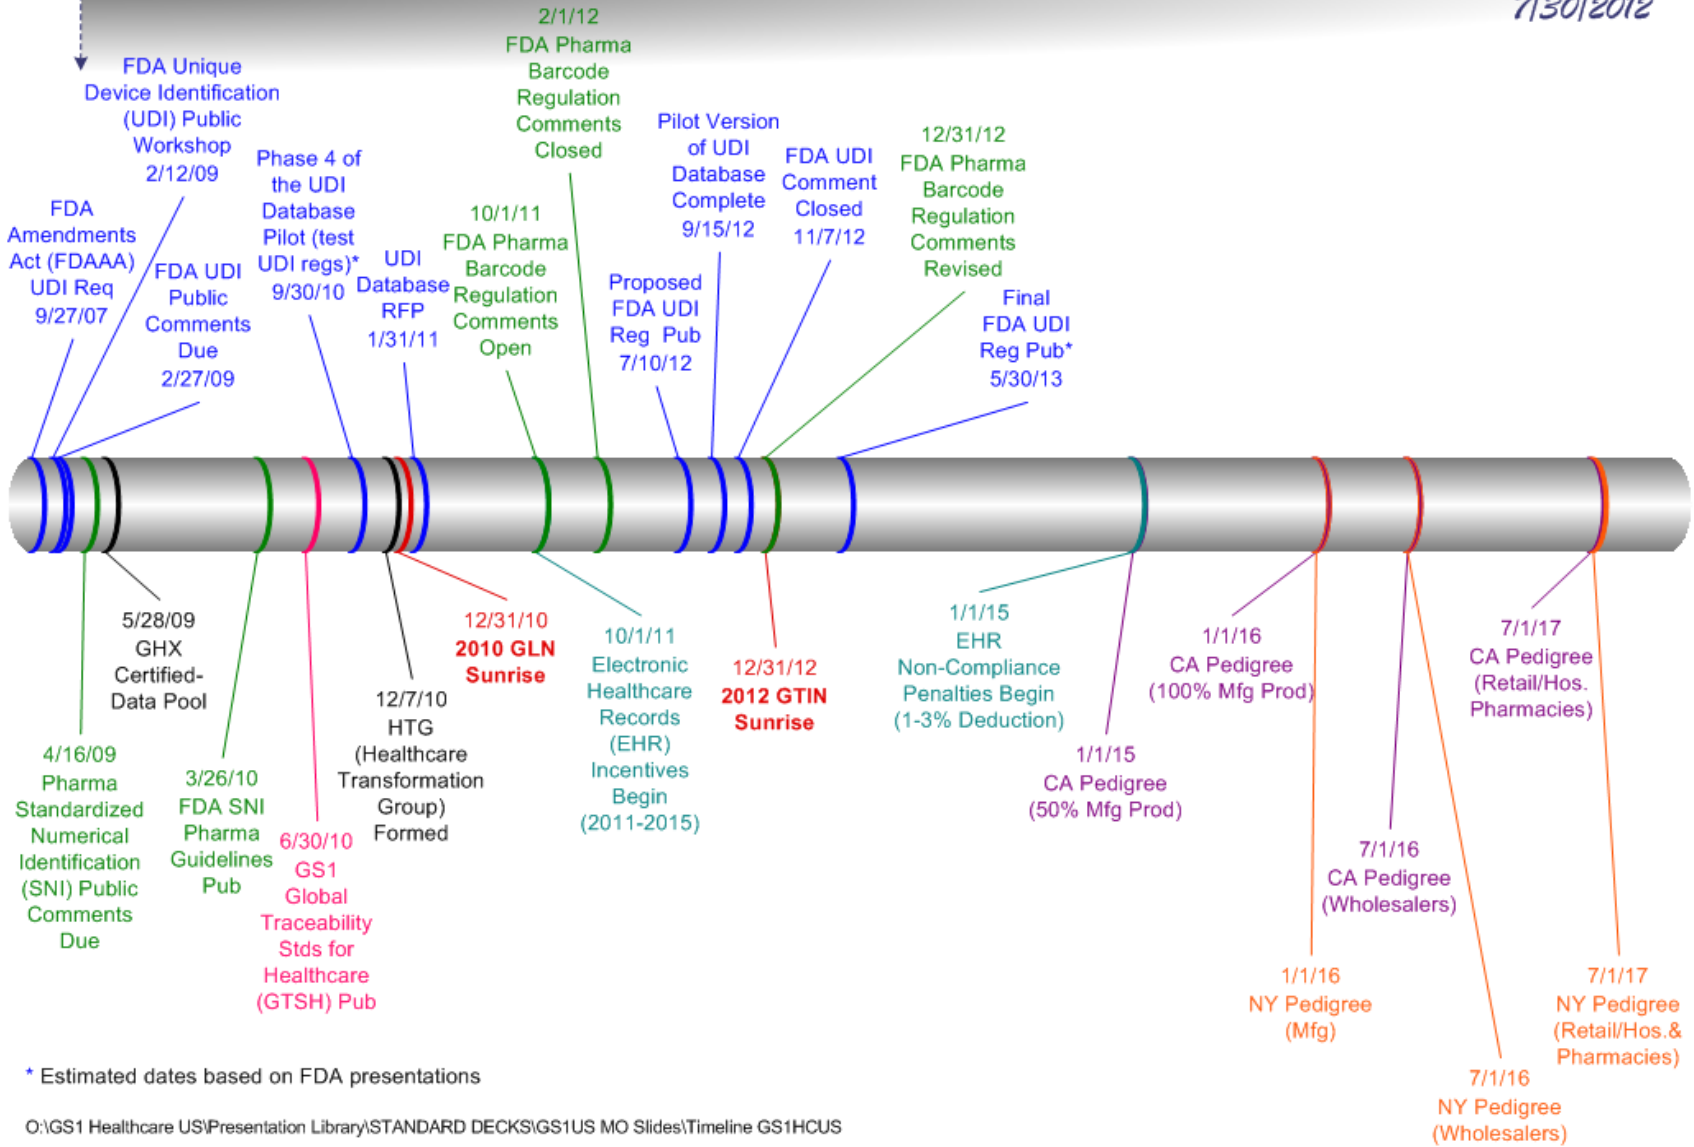 7/30/2012
2/1/12
FDA Pharma
Barcode
Regulation
Comments
Closed
FDA Unique
Device Identification
(UDI) Public
Workshop
2/12/09
Pilot Version
of UDI
Database
Complete
9/15/12
12/31/12
FDA Pharma
Barcode
Regulation
Comments
Revised
Phase 4 of
the UDI
Database
Pilot (test
UDI regs)*
9/30/10
FDA UDI
Comment
Closed
11/7/12
FDA
Amendments
Act (FDAAA)
UDI Req
9/27/07
10/1/11
FDA Pharma
Barcode
Regulation
Comments
Open
UDI
Database
RFP
1/31/11
FDA UDI
Public
Comments
Due
2/27/09
Proposed
FDA UDI
Reg Pub
7/10/12
Final
FDA UDI
Reg Pub*
5/30/13
5/28/09
GHX
Certified-
Data Pool
12/31/10
2010 GLN
Sunrise
10/1/11
Electronic
Healthcare
Records
(EHR)
Incentives
Begin
(2011-2015)
12/31/12
2012 GTIN
Sunrise
1/1/15
EHR
Non-Compliance
Penalties Begin
(1-3% Deduction)
1/1/16
CA Pedigree
(100% Mfg Prod)
7/1/17
CA Pedigree
(Retail/Hos.
Pharmacies)
12/7/10
HTG
(Healthcare
Transformation
Group)
Formed
4/16/09
Pharma
Standardized
Numerical
Identification
(SNI) Public
Comments
Due
3/26/10
FDA SNI
Pharma
Guidelines
Pub
6/30/10
GS1
Global
Traceability
Stds for
Healthcare
(GTSH) Pub
1/1/15
CA Pedigree
(50% Mfg Prod)
7/1/16
CA Pedigree
(Wholesalers)
1/1/16
NY Pedigree
(Mfg)
7/1/17
NY Pedigree
(Retail/Hos.&
Pharmacies)
7/1/16
NY Pedigree
(Wholesalers)
* Estimated dates based on FDA presentations
O:\GS1 Healthcare US\Presentation Library\STANDARD DECKS\GS1US MO Slides\Timeline GS1HCUS